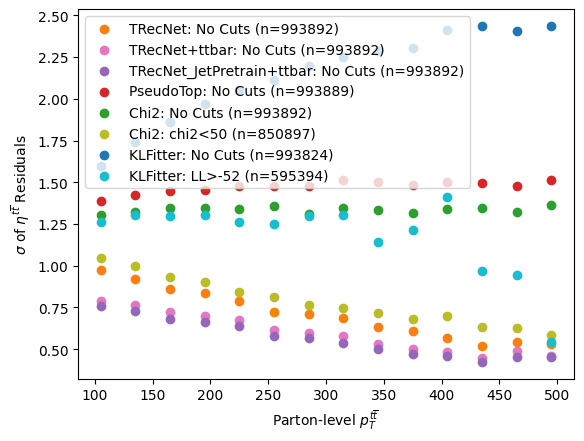 2.50
2.25
2.00
1.75
1.50
1.25
1.00
0.75
0.50
σ of η^{t\bar{t}} Residuals
TRecNet: No Cuts (n=993892)
TRecNet+ttbar: No Cuts (n=993892)
TRecNet_JetPretrain+ttbar: No Cuts (n=993892)
PseudoTop: No Cuts (n=993889)
Chi2: No Cuts (n=993892)
Chi2: chi2<50 (n=850897)
KLFitter: No Cuts (n=993824)
KLFitter: LL>-52 (n=595394)
100 150 200 250 300 350 400 450 500
Parton-level p_T^{t\bar{t}}